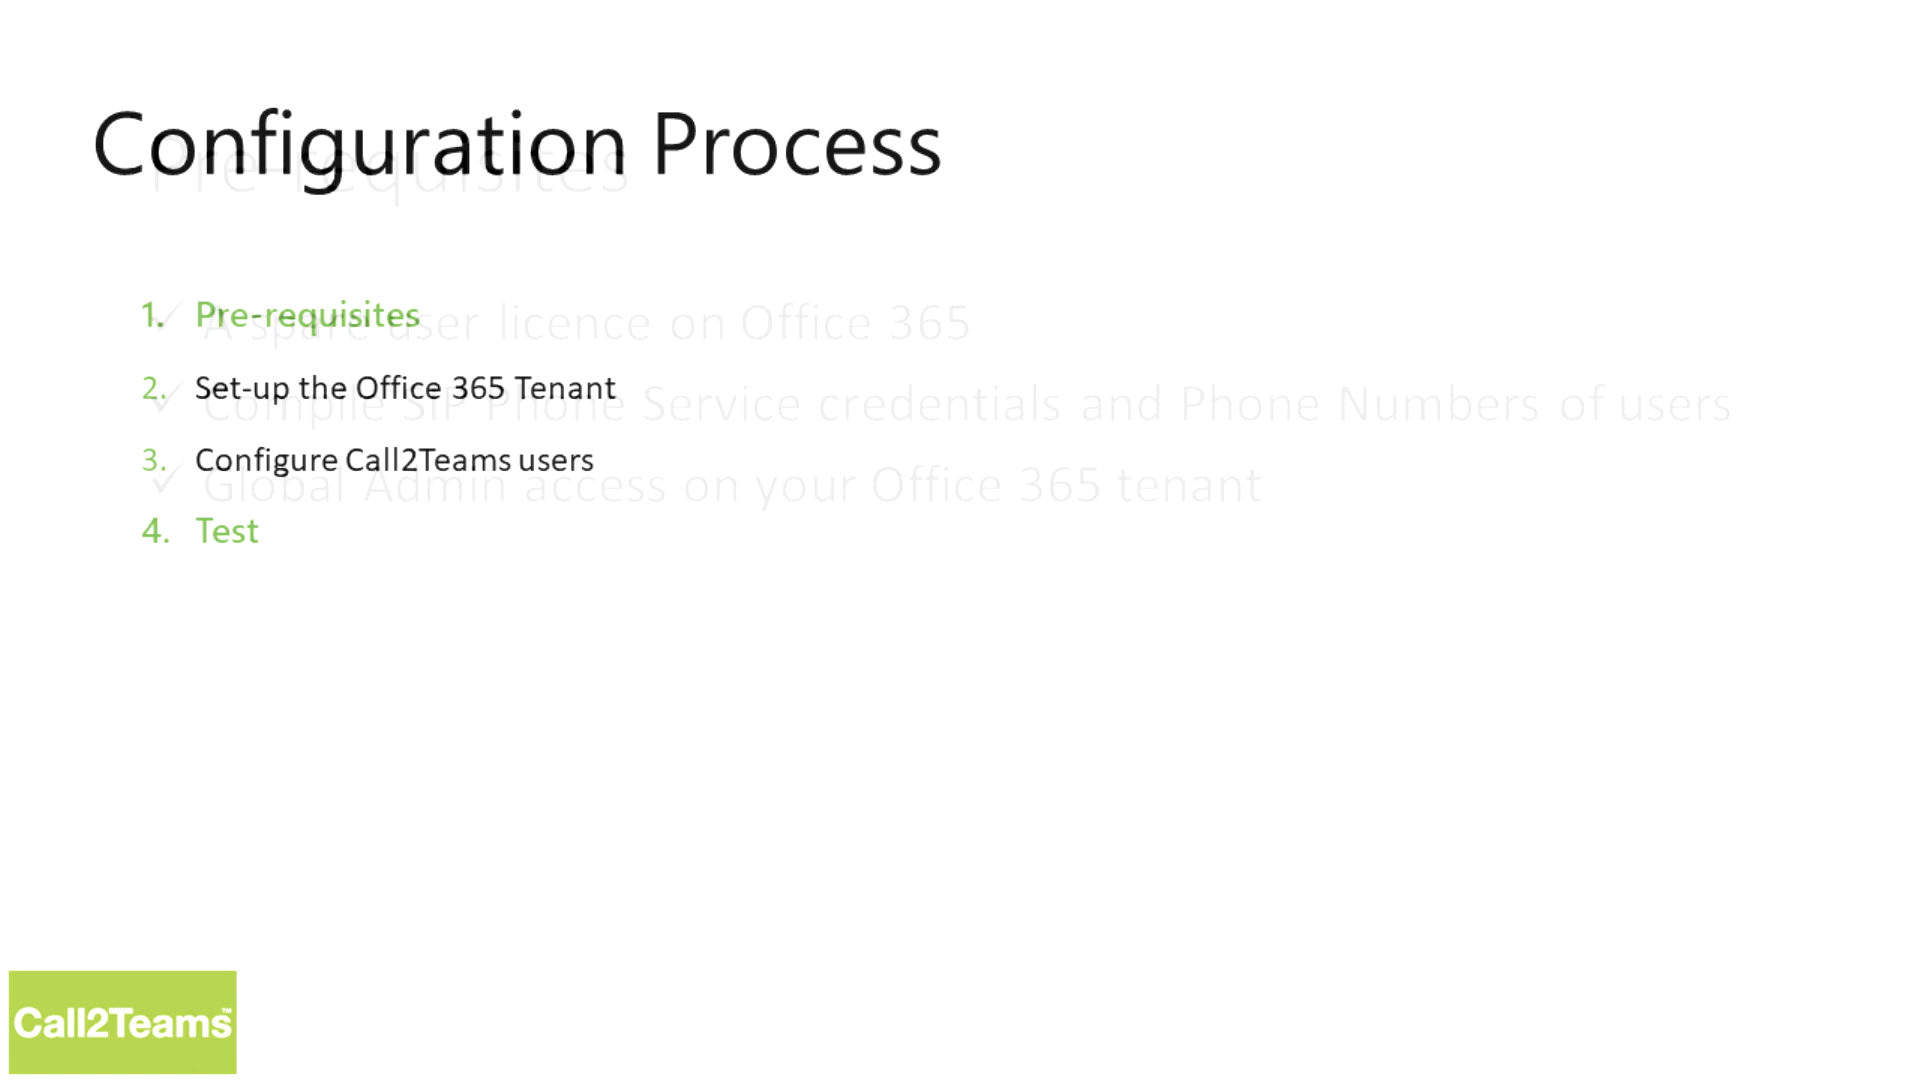 Configuration Process
Pre-requisites
1. Pre-requisites
✓ A spare user licence on Office 365
2. Set-up the Office 365 Tenant
✓ Compile SIP Phone Service credentials and Phone Numbers of users
3. Configure Call2Teams users
✓ Global Admin access on your Office 365 tenant
4. Test
Call2Teams™